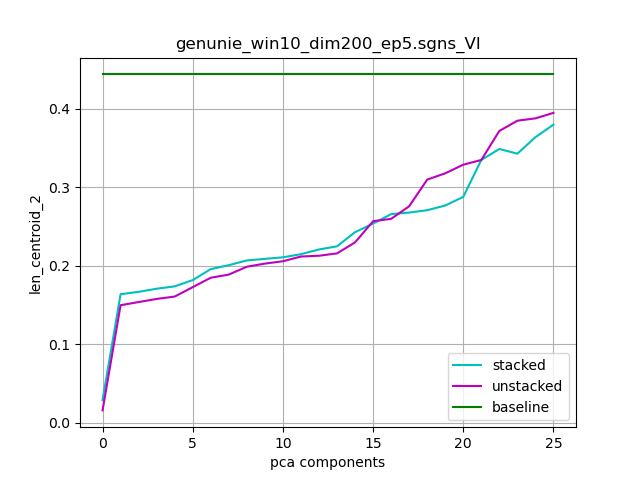 genunie_win10_dim200_ep5.sgns_VI
len_centroid_2
0.4
0.3
0.2
0.1
0.0
0 5 10 15 20 25
pca components
stacked
unstacked
baseline